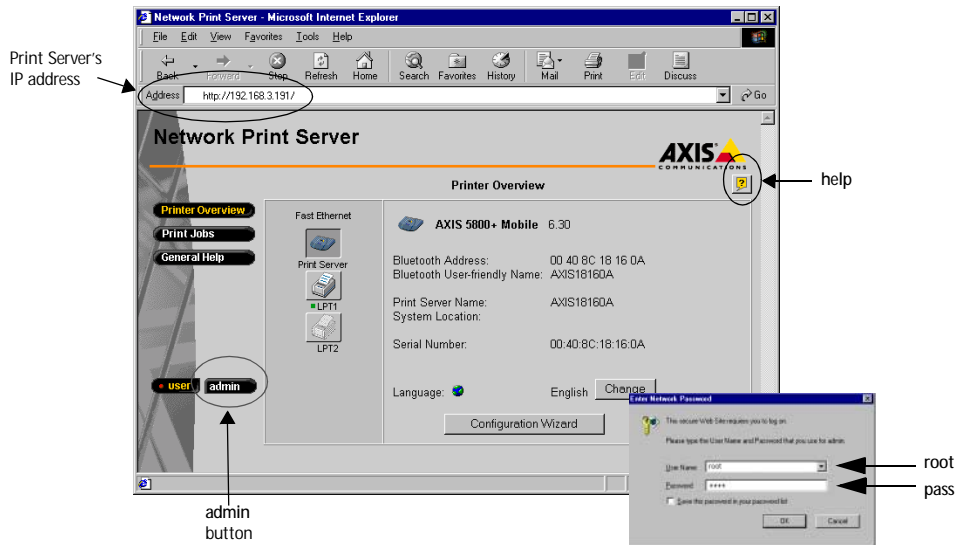 Network Print Server - Microsoft Internet Explorer
File Edit View Favorites Tools Help
Back Forward Stop Refresh Home Search Favorites History Mail Print Edit Discuss
Print Server's
IP address
Address http://192.168.3.191/ Go
Network Print Server
AXIS
COMMUNICATIONS
Printer Overview
?
help
Printer Overview
Print Jobs
General Help
Fast Ethernet
Print Server
LPT1
LPT2
AXIS 5800+ Mobile 6.30
Bluetooth Address: 00 40 8C 18 16 0A
Bluetooth User-friendly Name: AXIS18160A
Print Server Name: AXIS18160A
System Location:
Serial Number: 00:40:8C:18:16:0A
user admin
Language: English Change
Configuration Wizard
Enter Network Password
This secure Web Site requires you to log on.
Please type the User Name and Password that you use for admin.
User Name root
Password ****
Save this password in your password list
OK Cancel
root
pass
admin
button